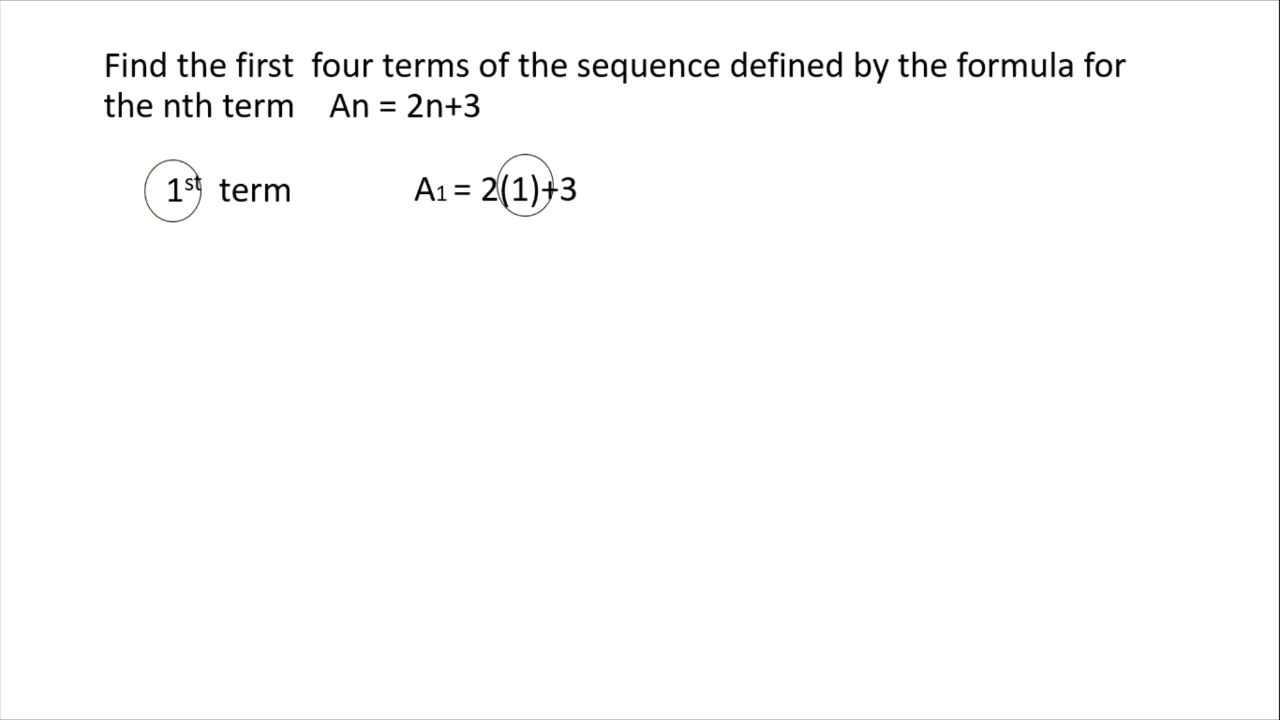 Find the first  four terms of the sequence defined by the formula for
the nth term    An = 2n+3
1st  term    A1 = 2(1)+3